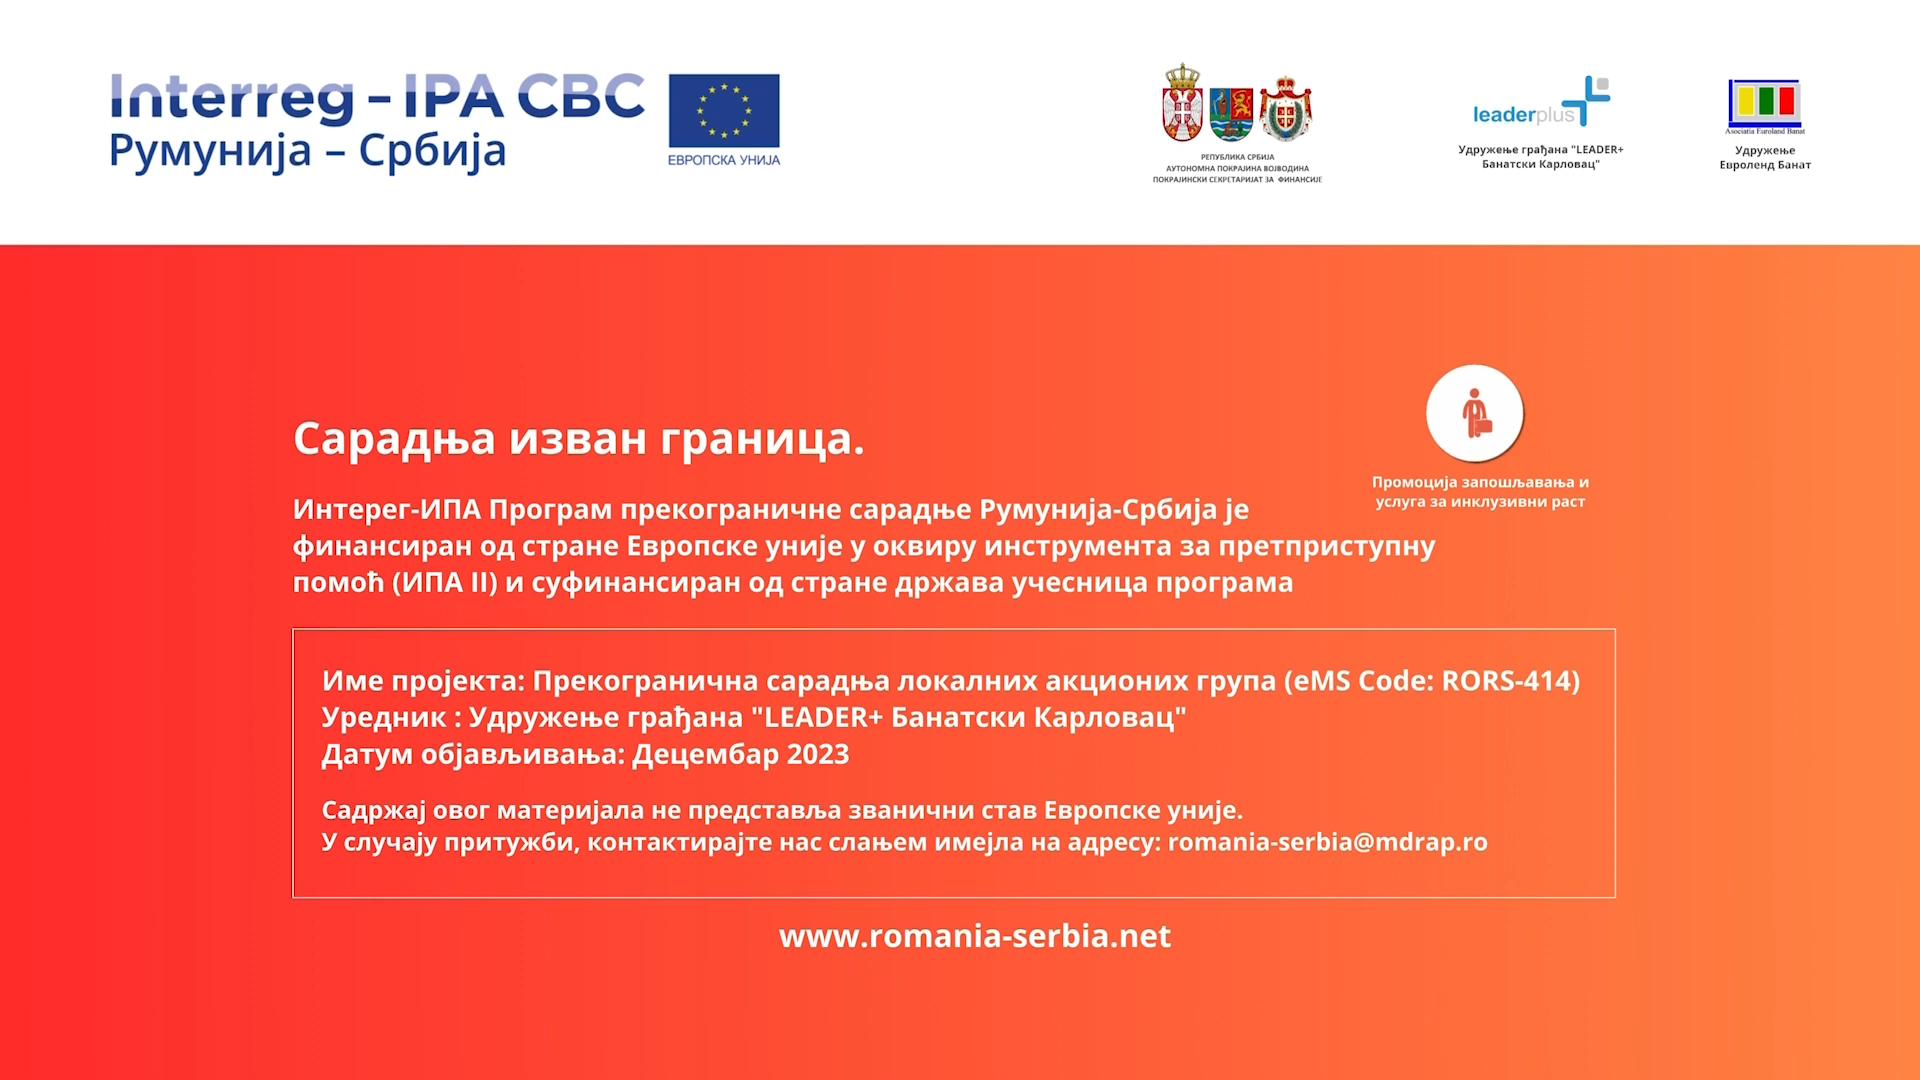 Interreg - IPA CBC
Румунија – Србија
ЕВРОПСКА УНИЈА
РЕПУБЛИКА СРБИЈА
АУТОНОМНА ПОКРАЈИНА ВОЈВОДИНА
ПОКРАЈИНСКИ СЕКРЕТАРИЈАТ ЗА ФИНАНСИЈЕ
leaderplus
Удружење грађана "LEADER+
Банатски Карловац"
Asociatia Euroland Banat
Удружење
Евроленд Банат
Сарадња изван граница.
Промоција запошљавања и
услуга за инклузивни раст
Интерег-ИПА Програм прекограничне сарадње Румунија-Србија је
финансиран од стране Европске уније у оквиру инструмента за претприступну
помоћ (ИПА II) и суфинансиран од стране држава учесница програма
Име пројекта: Прекогранична сарадња локалних акционих група (eMS Code: RORS-414)
Уредник : Удружење грађана "LEADER+ Банатски Карловац"
Датум објављивања: Децембар 2023
Садржај овог материјала не представља званични став Европске уније.
У случају притужби, контактирајте нас слањем имејла на адресу: romania-serbia@mdrap.ro
www.romania-serbia.net